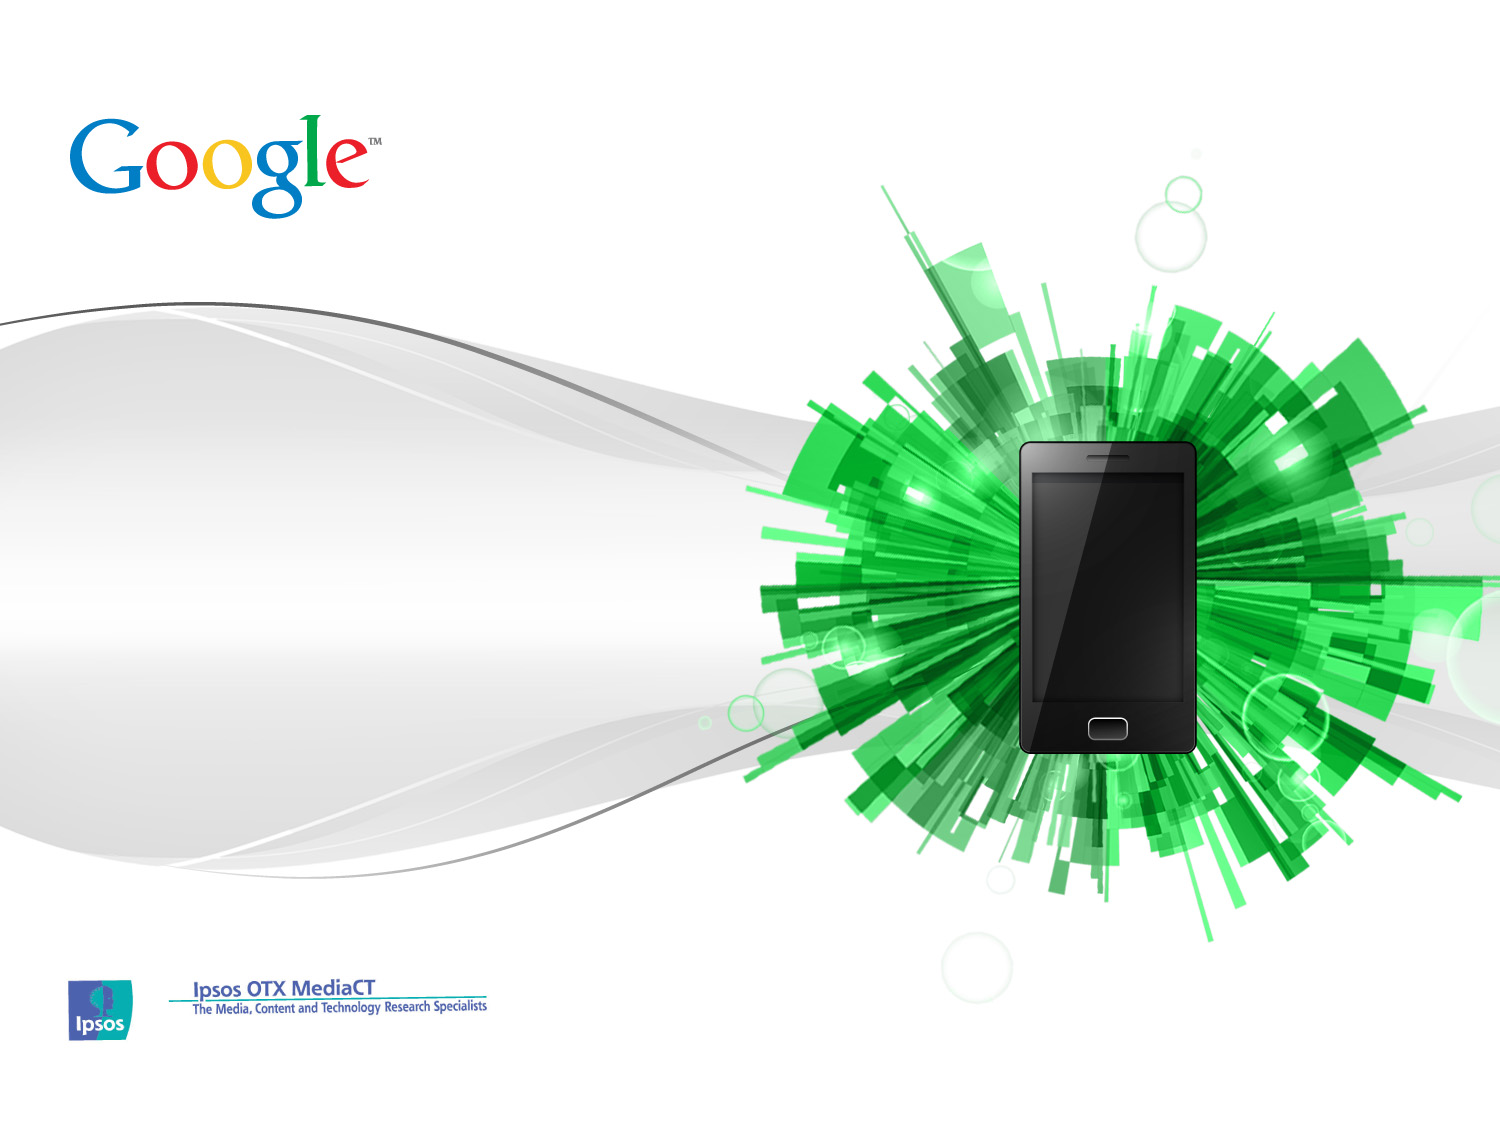 Google™
Ipsos OTX MediaCT
The Media, Content and Technology Research Specialists
Ipsos